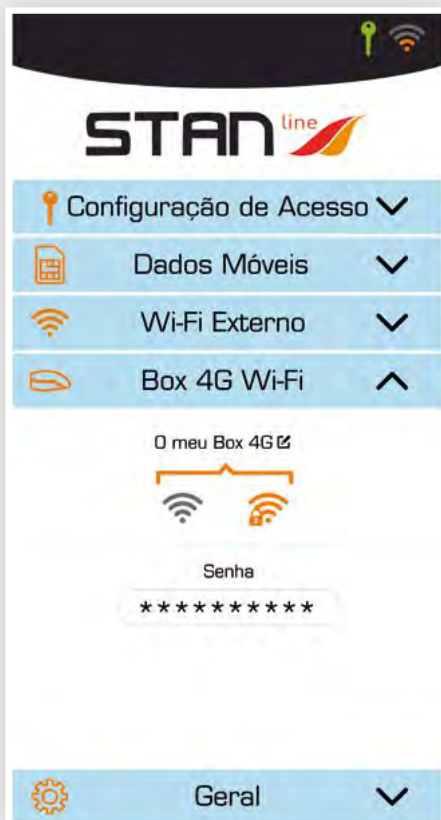 STAN line
Configuração de Acesso
Dados Móveis
Wi-Fi Externo
Box 4G Wi-Fi
O meu Box 4G
Senha
**********
Geral